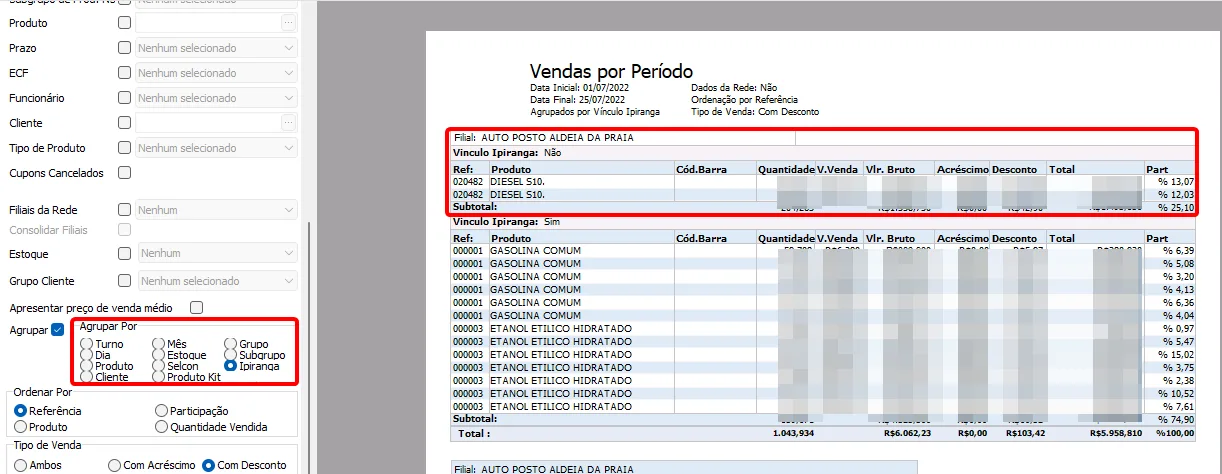 Produto
Prazo Nenhum selecionado
ECF Nenhum selecionado
Funcionário Nenhum selecionado
Cliente
Tipo de Produto Nenhum selecionado
Cupons Cancelados
Filiais da Rede Nenhum
Consolidar Filiais
Estoque Nenhum
Grupo Cliente Nenhum selecionado
Apresentar preço de venda médio
Agrupar
Agrupar Por
Turno Mês Grupo
Dia Estoque Subgrupo
Produto Selcon Ipiranga
Cliente Produto Kit
Ordenar Por
Referência Participação
Produto Quantidade Vendida
Tipo de Venda
Ambos Com Acréscimo Com Desconto
Vendas por Período
Data Inicial: 01/07/2022 Dados da Rede: Não
Data Final: 25/07/2022 Ordenação por Referência
Agrupados por Vínculo Ipiranga Tipo de Venda: Com Desconto
Filial: AUTO POSTO ALDEIA DA PRAIA
Vinculo Ipiranga: Não
Ref: Produto Cód.Barra Quantidade V.Venda Vlr. Bruto Acréscimo Desconto Total Part
020482 DIESEL S10. % 13,07
020482 DIESEL S10. % 12,03
Subtotal: % 25,10
Vinculo Ipiranga: Sim
Ref: Produto Cód.Barra Quantidade V.Venda Vlr. Bruto Acréscimo Desconto Total Part
000001 GASOLINA COMUM % 6,39
000001 GASOLINA COMUM % 5,08
000001 GASOLINA COMUM % 3,20
000001 GASOLINA COMUM % 4,13
000001 GASOLINA COMUM % 6,36
000001 GASOLINA COMUM % 4,04
000003 ETANOL ETILICO HIDRATADO % 0,97
000003 ETANOL ETILICO HIDRATADO % 5,47
000003 ETANOL ETILICO HIDRATADO % 15,02
000003 ETANOL ETILICO HIDRATADO % 3,75
000003 ETANOL ETILICO HIDRATADO % 2,38
000003 ETANOL ETILICO HIDRATADO % 10,52
000003 ETANOL ETILICO HIDRATADO % 7,61
Subtotal: % 74,90
Total : 1.043,934 R$6.062,23 R$0,00 R$103,42 R$5.958,810 %100,00
Filial: AUTO POSTO ALDEIA DA PRAIA